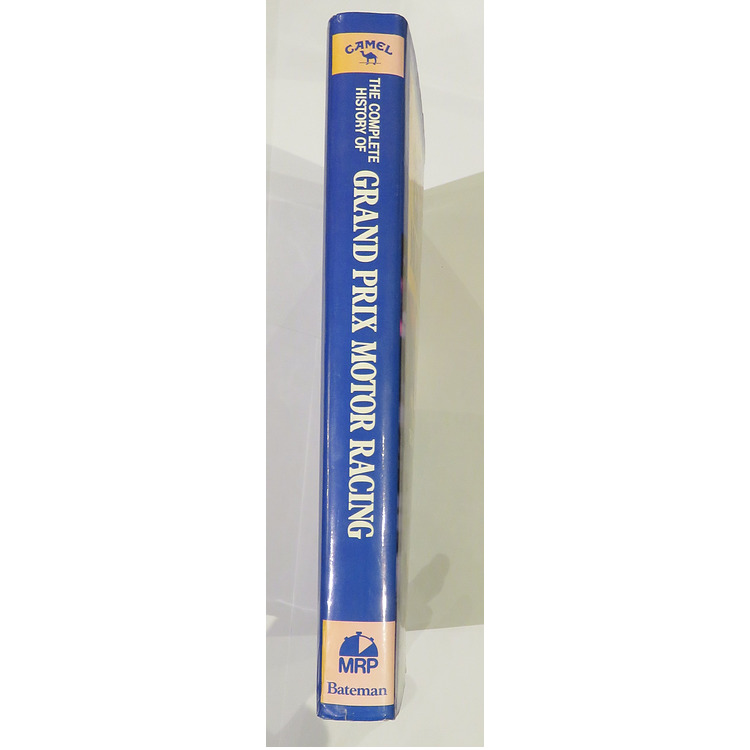 CAMEL
THE COMPLETE
HISTORY OF
GRAND PRIX MOTOR RACING
MRP
Bateman